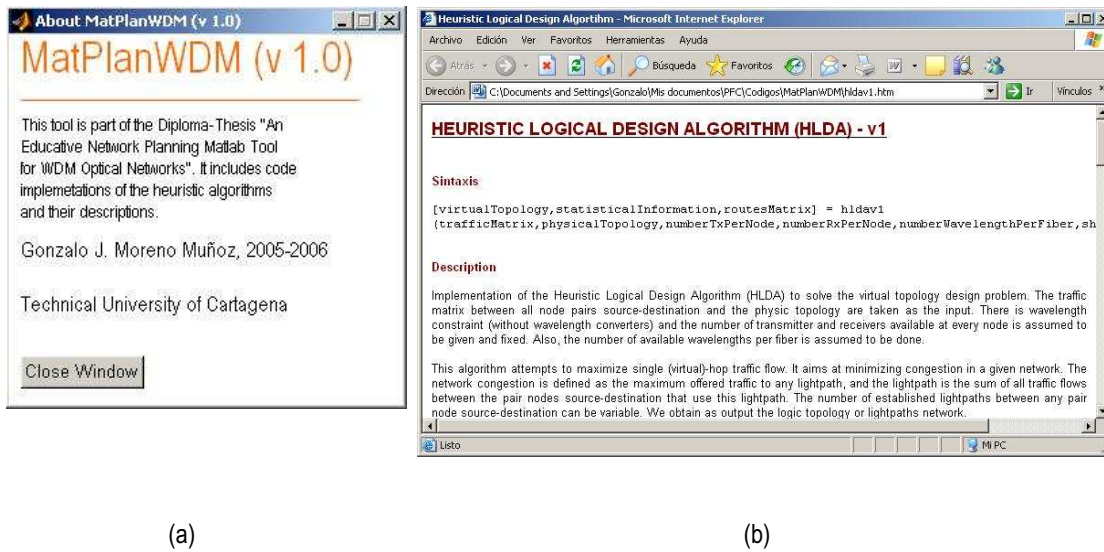 About MatPlanWDM (v 1.0)
MatPlanWDM (v 1.0)
This tool is part of the Diploma-Thesis "An
Educative Network Planning Matlab Tool
for WDM Optical Networks". It includes code
implemetations of the heuristic algorithms
and their descriptions.
Gonzalo J. Moreno Muñoz, 2005-2006
Technical University of Cartagena
Close Window
(a)
Heuristic Logical Design Algortihm - Microsoft Internet Explorer
Archivo Edición Ver Favoritos Herramientas Ayuda
Atrás Búsqueda Favoritos
Dirección C:\Documents and Settings\Gonzalo\Mis documentos\PFC\Codigos\MatPlanWDM\hldav1.htm Ir Vínculos »
HEURISTIC LOGICAL DESIGN ALGORITHM (HLDA) - v1
Sintaxis
[virtualTopology,statisticalInformation,routesMatrix] = hldav1
(trafficMatrix,physicalTopology,numberTxPerNode,numberRxPerNode,numberWavelengthPerFiber,sh
Description
Implementation of the Heuristic Logical Design Algorithm (HLDA) to solve the virtual topology design problem. The traffic
matrix between all node pairs source-destination and the physic topology are taken as the input. There is wavelength
constraint (without wavelength converters) and the number of transmitter and receivers available at every node is assumed to
be given and fixed. Also, the number of available wavelengths per fiber is assumed to be done.
This algorithm attempts to maximize single (virtual)-hop traffic flow. It aims at minimizing congestion in a given network. The
network congestion is defined as the maximum offered traffic to any lightpath, and the lightpath is the sum of all traffic flows
between the pair nodes source-destination that use this lightpath. The number of established lightpaths between any pair
node source-destination can be variable. We obtain as output the logic topology or lightpaths network.
Listo Mi PC
(b)